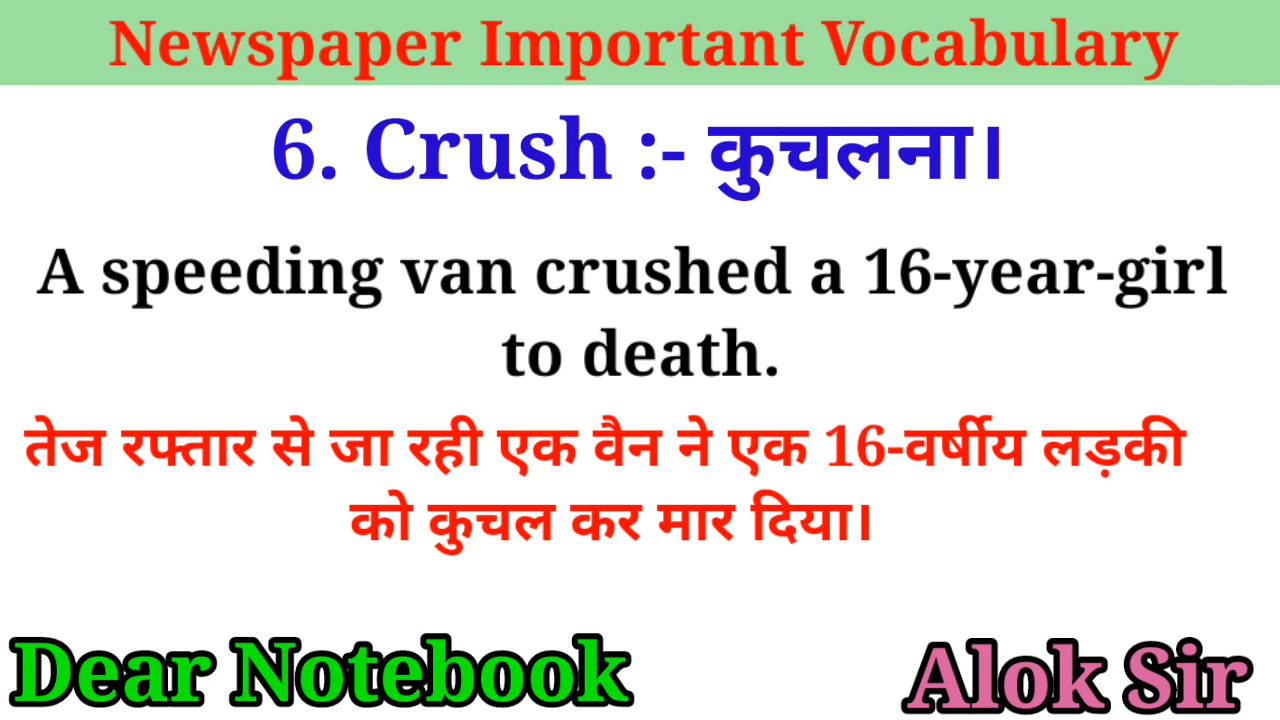 Newspaper Important Vocabulary
6. Crush :- कुचलना।
A speeding van crushed a 16-year-girl
to death.
तेज रफ्तार से जा रही एक वैन ने एक 16-वर्षीय लड़की
को कुचल कर मार दिया।
Dear Notebook
Alok Sir